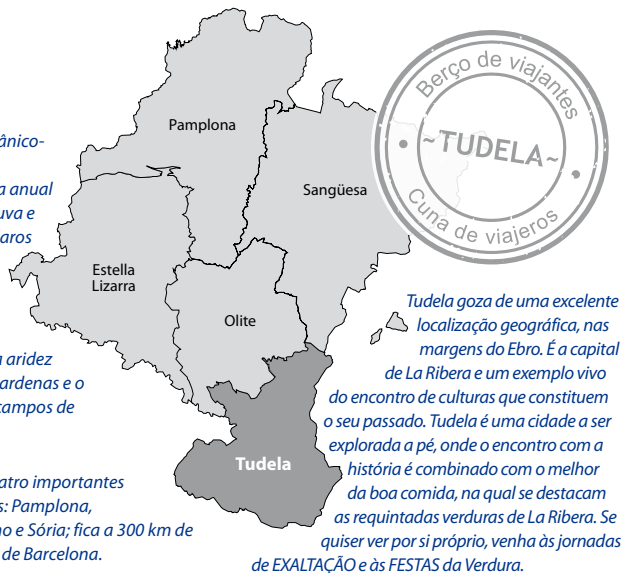 Berço de viajantes
~TUDELA~
Cuna de viajeros
Pamplona
Sangüesa
Estella
Lizarra
Olite
Tudela
a anual
uva e
aridez
ardenas e o
campos de
importantes
Pamplona,
e Sória; fica a 300 km de
de Barcelona.
Tudela goza de uma excelente
localização geográfica, nas
margens do Ebro. É a capital
de La Ribera e um exemplo vivo
do encontro de culturas que constituem
o seu passado. Tudela é uma cidade a ser
explorada a pé, onde o encontro com a
história é combinado com o melhor
da boa comida, na qual se destacam
as requintadas verduras de La Ribera. Se
quiser ver por si próprio, venha às jornadas
de EXALTAÇÃO e às FESTAS da Verdura.